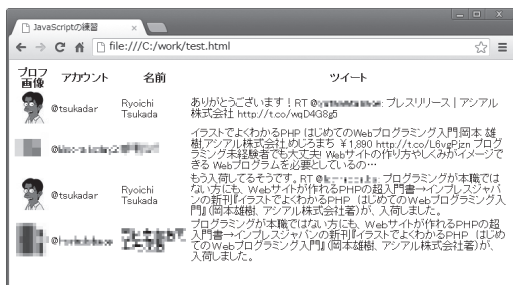 JavaScriptの練習
file:///C:/work/test.html
プロフ画像 アカウント 名前 ツイート
@tsukadar Ryoichi Tsukada
ありがとうございます！RT プレスリリース | アシアル
株式会社 http://t.co/wqD4G8g5
イラストでよくわかるPHP はじめてのWebプログラミング入門,岡本 雄
樹,アシアル株式会社,めじろまち ￥1,890 http://t.co/L6vgPjzn プログ
ラミング未経験者でも大丈夫! Webサイトの作り方やしくみがイメージで
きる Webプログラムを必要としているの…
@tsukadar Ryoichi Tsukada
もう入荷してるそうです。RT プログラミングが本職では
ない方にも、Webサイトが作れるPHPの超入門書→インプレスジャパ
ンの新刊『イラストでよくわかるPHP はじめてのWebプログラミング入
門』(岡本雄樹、アシアル株式会社著)が、入荷しました。
プログラミングが本職ではない方にも、Webサイトが作れるPHPの超
入門書→インプレスジャパンの新刊『イラストでよくわかるPHP はじめ
てのWebプログラミング入門』(岡本雄樹、アシアル株式会社著)が、
入荷しました。